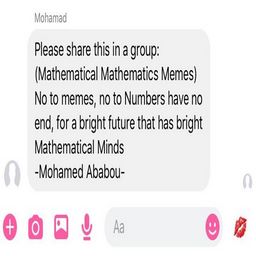 Mohamad
Please share this in a group:
(Mathematical Mathematics Memes)
No to memes, no to Numbers have no
end, for a bright future that has bright
Mathematical Minds
-Mohamed Ababou-
Aa